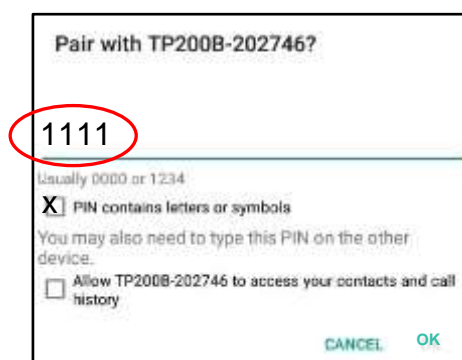 Pair with TP200B-202746?
1111
Usually 0000 or 1234
X PIN contains letters or symbols
You may also need to type this PIN on the other
device.
Allow TP200B-202746 to access your contacts and call
history
CANCEL OK